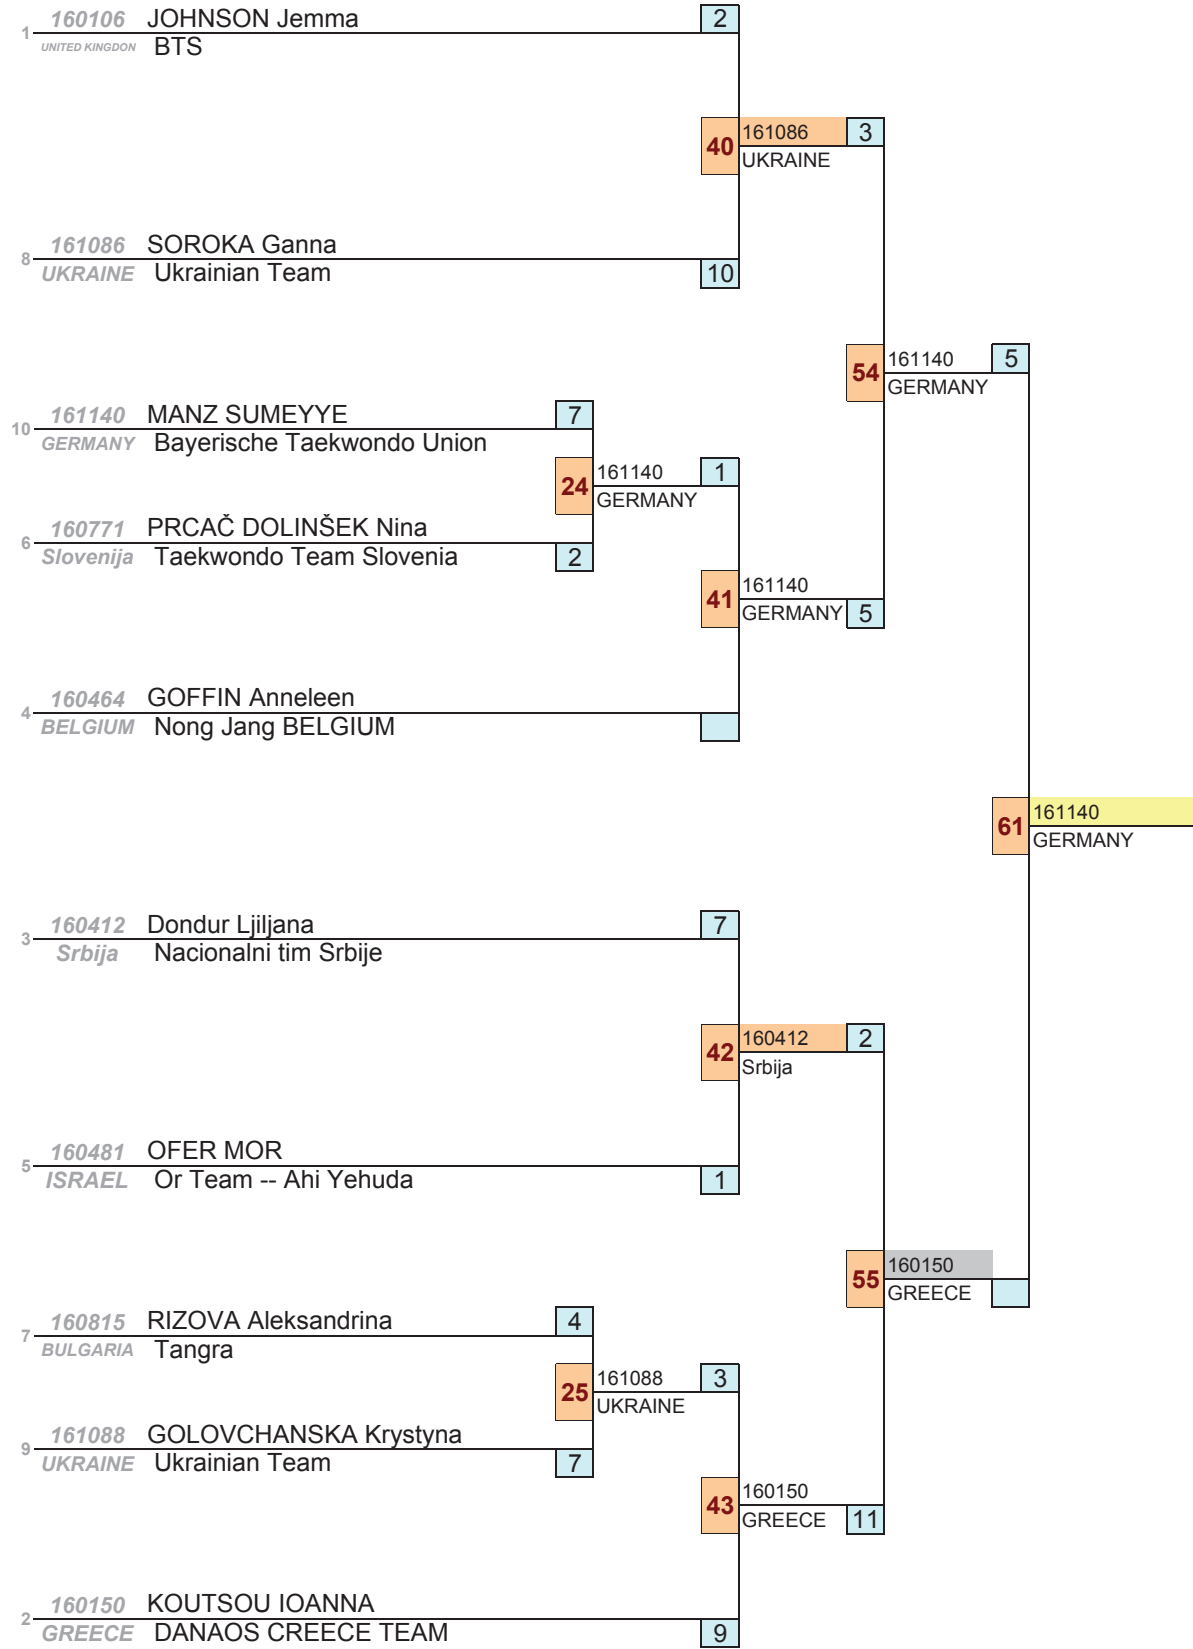 160106 JOHNSON Jemma 2
1 UNITED KINGDON BTS
40 161086 3
UKRAINE
161086 SOROKA Ganna
8 UKRAINE Ukrainian Team 10
54 161140 5
GERMANY
161140 MANZ SUMEYYE 7
10 GERMANY Bayerische Taekwondo Union
24 161140 1
GERMANY
160771 PRCAČ DOLINŠEK Nina
6 Slovenija Taekwondo Team Slovenia 2
41 161140
GERMANY 5
160464 GOFFIN Anneleen
4 BELGIUM Nong Jang BELGIUM
61 161140
GERMANY
160412 Dondur Ljiljana 7
3 Srbija Nacionalni tim Srbije
42 160412 2
Srbija
160481 OFER MOR
5 ISRAEL Or Team -- Ahi Yehuda 1
55 160150
GREECE
160815 RIZOVA Aleksandrina 4
7 BULGARIA Tangra
25 161088 3
UKRAINE
161088 GOLOVCHANSKA Krystyna
9 UKRAINE Ukrainian Team 7
43 160150
GREECE 11
160150 KOUTSOU IOANNA
2 GREECE DANAOS CREECE TEAM 9